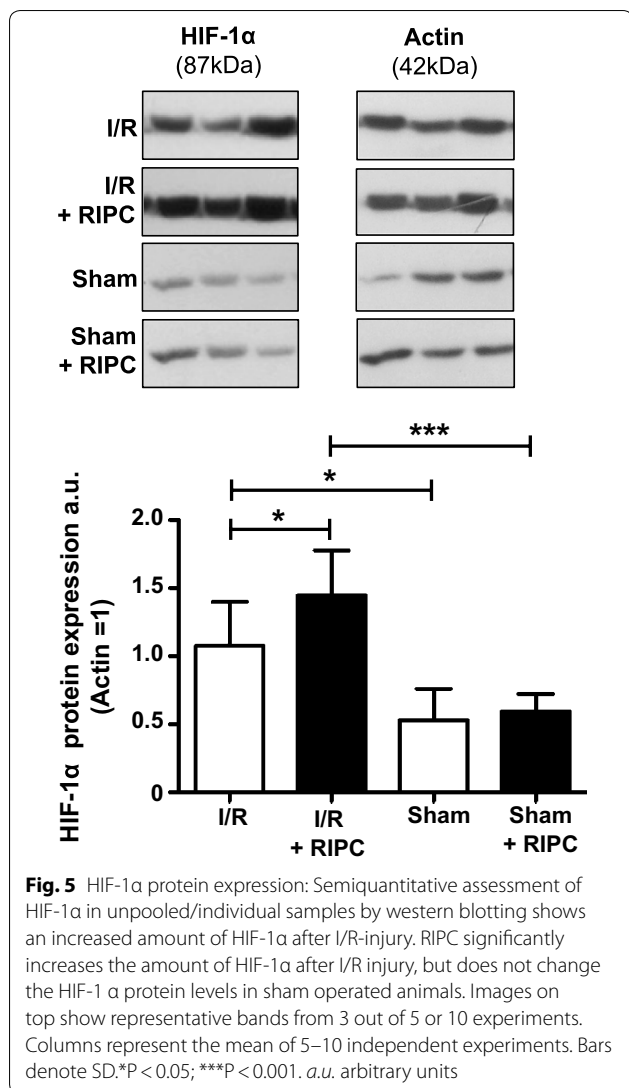 HIF-1α Actin
(87kDa) (42kDa)
I/R
I/R
+ RIPC
Sham
Sham
+ RIPC
***
*
*
HIF-1α protein expression a.u.
(Actin =1)
2.0
1.5
1.0
0.5
0
I/R I/R Sham Sham
+ RIPC + RIPC
Fig. 5 HIF-1α protein expression: Semiquantitative assessment of
HIF-1α in unpooled/individual samples by western blotting shows
an increased amount of HIF-1α after I/R-injury. RIPC significantly
increases the amount of HIF-1α after I/R injury, but does not change
the HIF-1 α protein levels in sham operated animals. Images on
top show representative bands from 3 out of 5 or 10 experiments.
Columns represent the mean of 5–10 independent experiments. Bars
denote SD.*P < 0.05; ***P < 0.001. a.u. arbitrary units